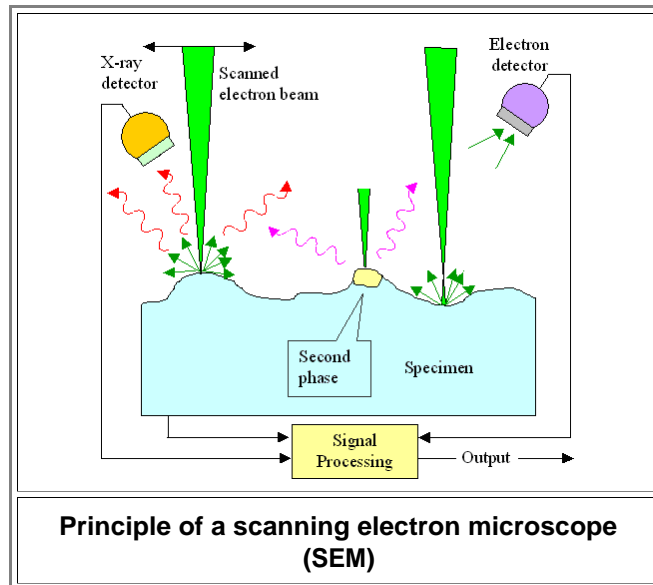 X-ray
detector
Scanned
electron beam
Electron
detector
Second
phase
Specimen
Signal
Processing
Output
Principle of a scanning electron microscope
(SEM)